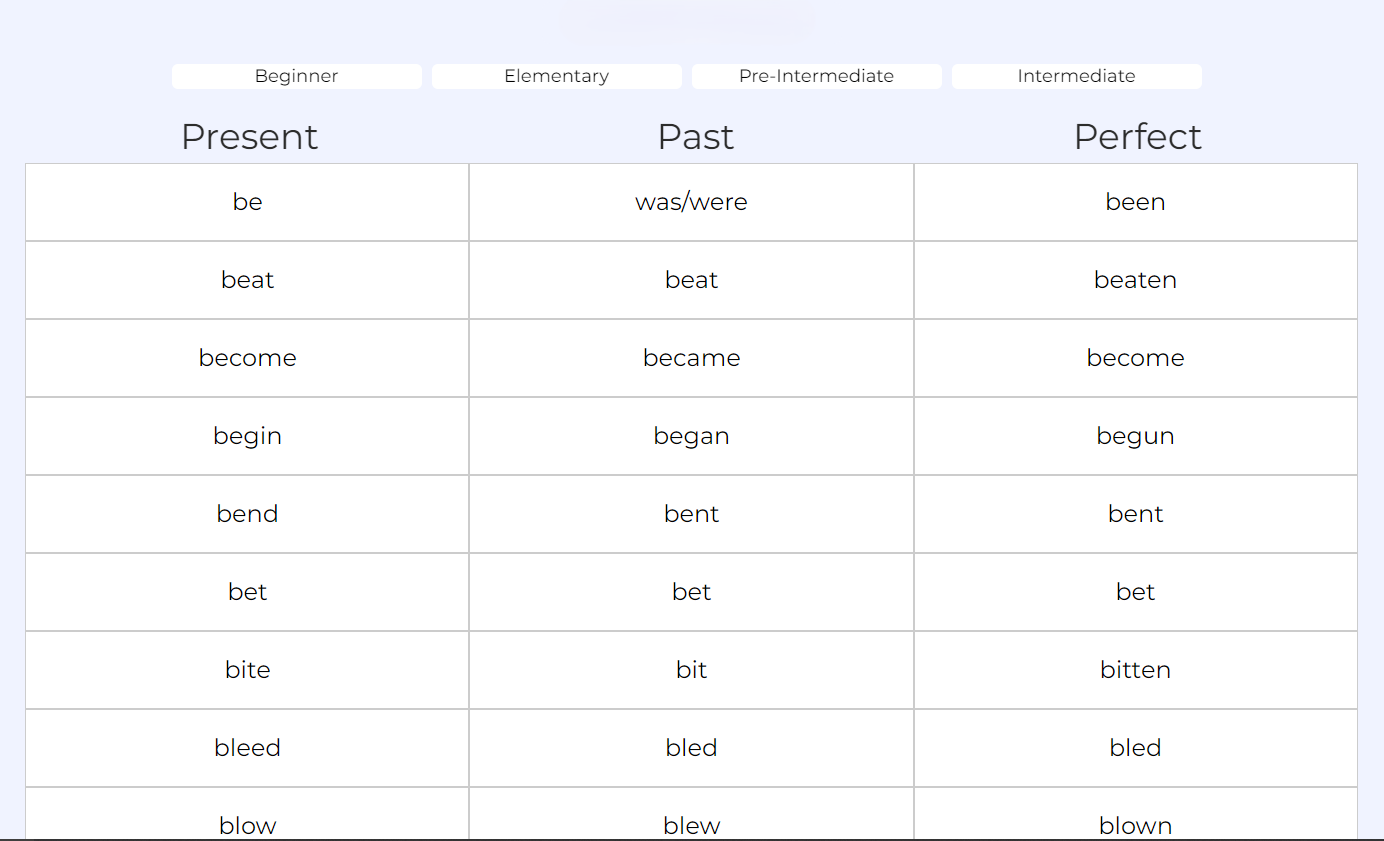 Beginner Elementary Pre-Intermediate Intermediate
Present Past Perfect
be was/were been
beat beat beaten
become became become
begin began begun
bend bent bent
bet bet bet
bite bit bitten
bleed bled bled
blow blew blown